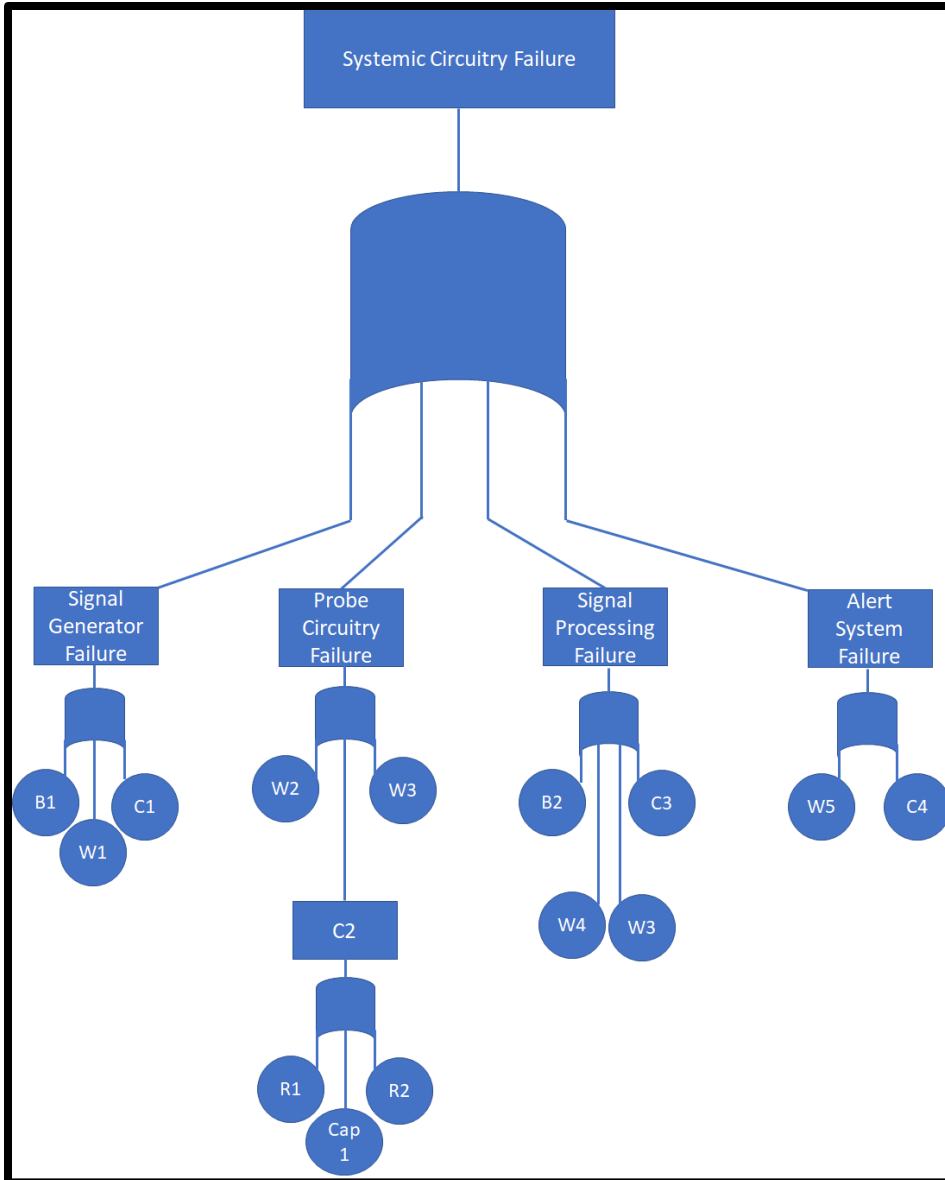 Systemic Circuitry Failure
Signal
Generator
Failure
Probe
Circuitry
Failure
Signal
Processing
Failure
Alert
System
Failure
B1
W1
C1
W2
W3
B2
C3
W5
C4
W4
W3
C2
R1
R2
Cap
1